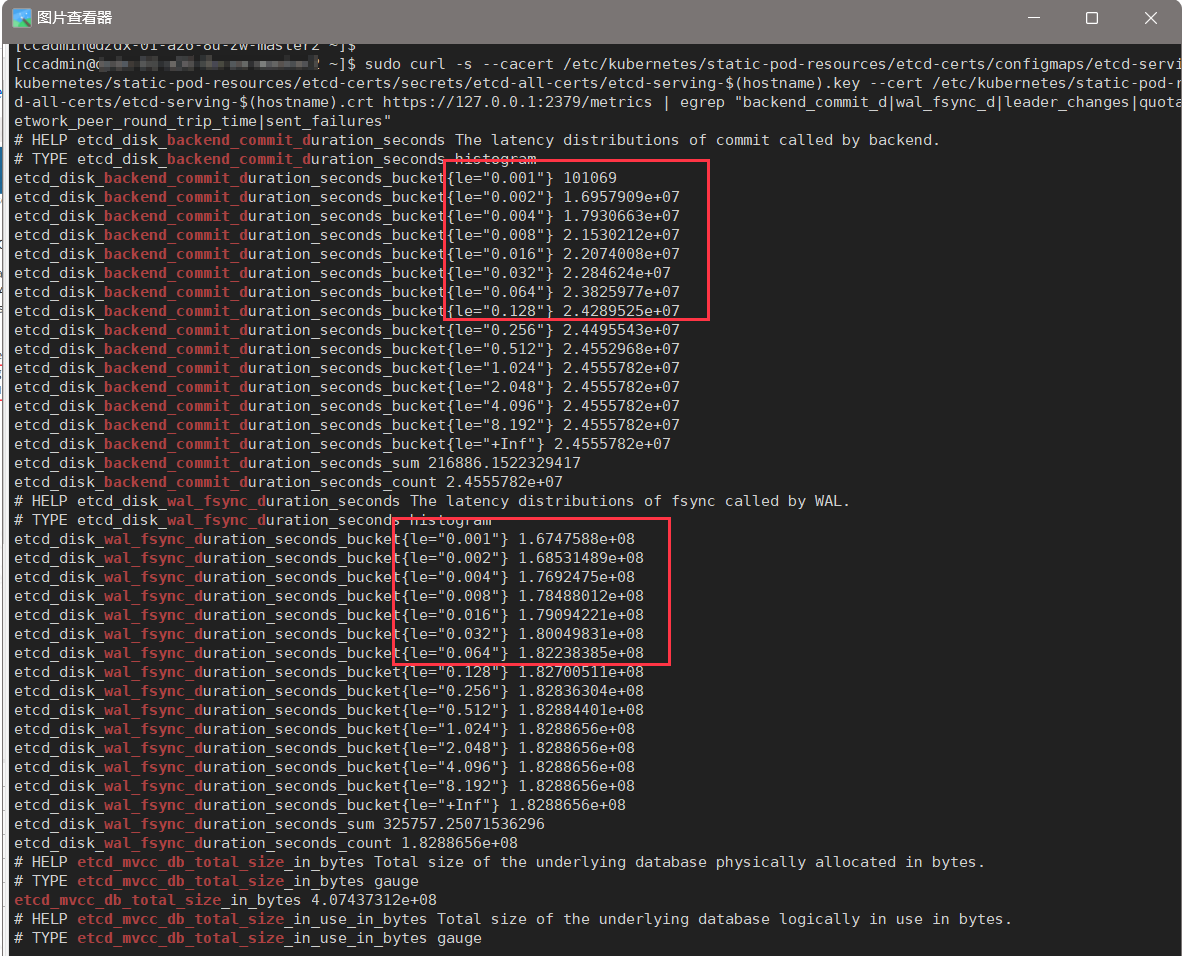 图片查看器
[ccadmin@dzdx-01-a26-8u-zw-master2 ~]$
[ccadmin@ ~]$ sudo curl -s --cacert /etc/kubernetes/static-pod-resources/etcd-certs/configmaps/etcd-servi
kubernetes/static-pod-resources/etcd-certs/secrets/etcd-all-certs/etcd-serving-$(hostname).key --cert /etc/kubernetes/static-pod-r
d-all-certs/etcd-serving-$(hostname).crt https://127.0.0.1:2379/metrics | egrep "backend_commit_d|wal_fsync_d|leader_changes|quota
etwork_peer_round_trip_time|sent_failures"
# HELP etcd_disk_backend_commit_duration_seconds The latency distributions of commit called by backend.
# TYPE etcd_disk_backend_commit_duration_seconds histogram
etcd_disk_backend_commit_duration_seconds_bucket{le="0.001"} 101069
etcd_disk_backend_commit_duration_seconds_bucket{le="0.002"} 1.6957909e+07
etcd_disk_backend_commit_duration_seconds_bucket{le="0.004"} 1.7930663e+07
etcd_disk_backend_commit_duration_seconds_bucket{le="0.008"} 2.1530212e+07
etcd_disk_backend_commit_duration_seconds_bucket{le="0.016"} 2.2074008e+07
etcd_disk_backend_commit_duration_seconds_bucket{le="0.032"} 2.284624e+07
etcd_disk_backend_commit_duration_seconds_bucket{le="0.064"} 2.3825977e+07
etcd_disk_backend_commit_duration_seconds_bucket{le="0.128"} 2.4289525e+07
etcd_disk_backend_commit_duration_seconds_bucket{le="0.256"} 2.4495543e+07
etcd_disk_backend_commit_duration_seconds_bucket{le="0.512"} 2.4552968e+07
etcd_disk_backend_commit_duration_seconds_bucket{le="1.024"} 2.4555782e+07
etcd_disk_backend_commit_duration_seconds_bucket{le="2.048"} 2.4555782e+07
etcd_disk_backend_commit_duration_seconds_bucket{le="4.096"} 2.4555782e+07
etcd_disk_backend_commit_duration_seconds_bucket{le="8.192"} 2.4555782e+07
etcd_disk_backend_commit_duration_seconds_bucket{le="+Inf"} 2.4555782e+07
etcd_disk_backend_commit_duration_seconds_sum 216886.1522329417
etcd_disk_backend_commit_duration_seconds_count 2.4555782e+07
# HELP etcd_disk_wal_fsync_duration_seconds The latency distributions of fsync called by WAL.
# TYPE etcd_disk_wal_fsync_duration_seconds histogram
etcd_disk_wal_fsync_duration_seconds_bucket{le="0.001"} 1.6747588e+08
etcd_disk_wal_fsync_duration_seconds_bucket{le="0.002"} 1.68531489e+08
etcd_disk_wal_fsync_duration_seconds_bucket{le="0.004"} 1.7692475e+08
etcd_disk_wal_fsync_duration_seconds_bucket{le="0.008"} 1.78488012e+08
etcd_disk_wal_fsync_duration_seconds_bucket{le="0.016"} 1.79094221e+08
etcd_disk_wal_fsync_duration_seconds_bucket{le="0.032"} 1.80049831e+08
etcd_disk_wal_fsync_duration_seconds_bucket{le="0.064"} 1.82238385e+08
etcd_disk_wal_fsync_duration_seconds_bucket{le="0.128"} 1.82700511e+08
etcd_disk_wal_fsync_duration_seconds_bucket{le="0.256"} 1.82836304e+08
etcd_disk_wal_fsync_duration_seconds_bucket{le="0.512"} 1.82884401e+08
etcd_disk_wal_fsync_duration_seconds_bucket{le="1.024"} 1.8288656e+08
etcd_disk_wal_fsync_duration_seconds_bucket{le="2.048"} 1.8288656e+08
etcd_disk_wal_fsync_duration_seconds_bucket{le="4.096"} 1.8288656e+08
etcd_disk_wal_fsync_duration_seconds_bucket{le="8.192"} 1.8288656e+08
etcd_disk_wal_fsync_duration_seconds_bucket{le="+Inf"} 1.8288656e+08
etcd_disk_wal_fsync_duration_seconds_sum 325757.25071536296
etcd_disk_wal_fsync_duration_seconds_count 1.8288656e+08
# HELP etcd_mvcc_db_total_size_in_bytes Total size of the underlying database physically allocated in bytes.
# TYPE etcd_mvcc_db_total_size_in_bytes gauge
etcd_mvcc_db_total_size_in_bytes 4.07437312e+08
# HELP etcd_mvcc_db_total_size_in_use_in_bytes Total size of the underlying database logically in use in bytes.
# TYPE etcd_mvcc_db_total_size_in_use_in_bytes gauge